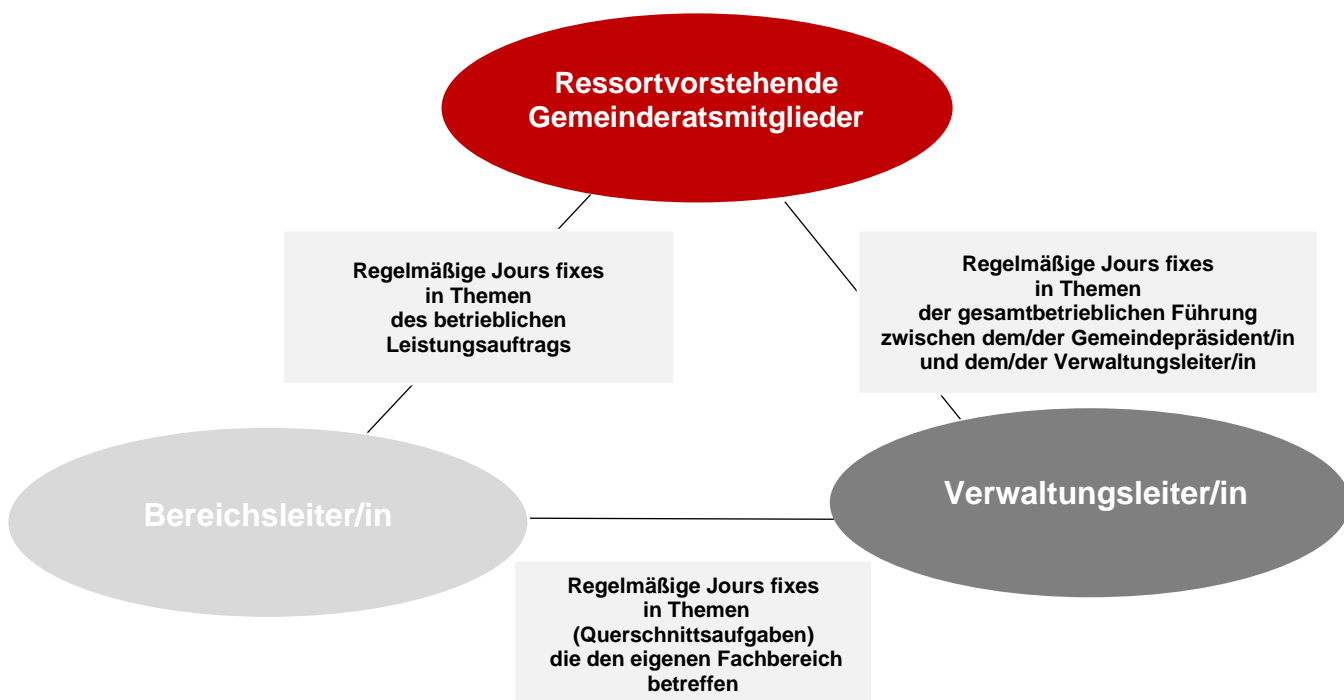 Ressortvorstehende
Gemeinderatsmitglieder
Regelmäßige Jours fixes
in Themen
des betrieblichen
Leistungsauftrags
Regelmäßige Jours fixes
in Themen
der gesamtbetrieblichen Führung
zwischen dem/der Gemeindepräsident/in
und dem/der Verwaltungsleiter/in
Bereichsleiter/in
Verwaltungsleiter/in
Regelmäßige Jours fixes
in Themen
(Querschnittsaufgaben)
die den eigenen Fachbereich
betreffen